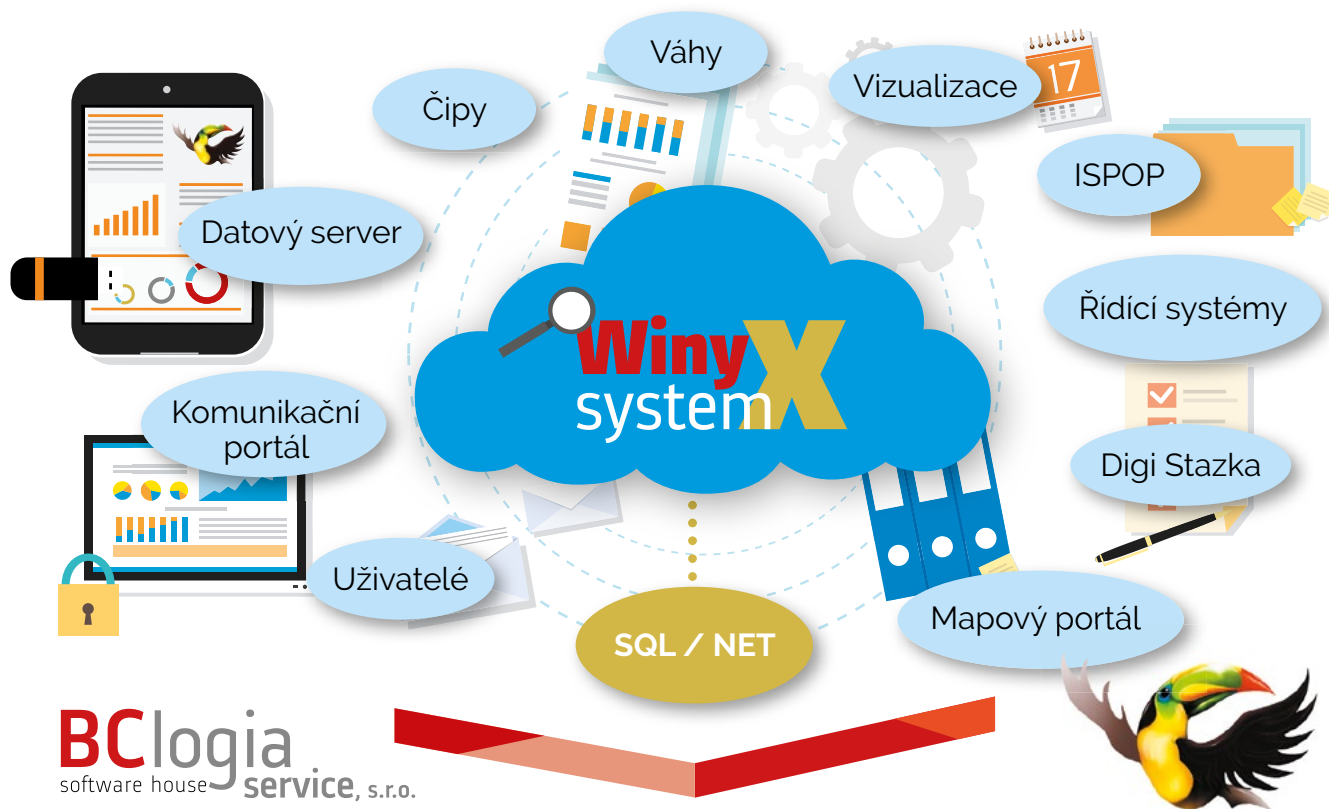 Váhy
Čipy
Vizualizace
17
ISPOP
Datový server
Řídící systémy
WinyX
system
Komunikační
portál
Digi Stazka
Uživatelé
Mapový portál
SQL / NET
BClogia
software house
service, s.r.o.